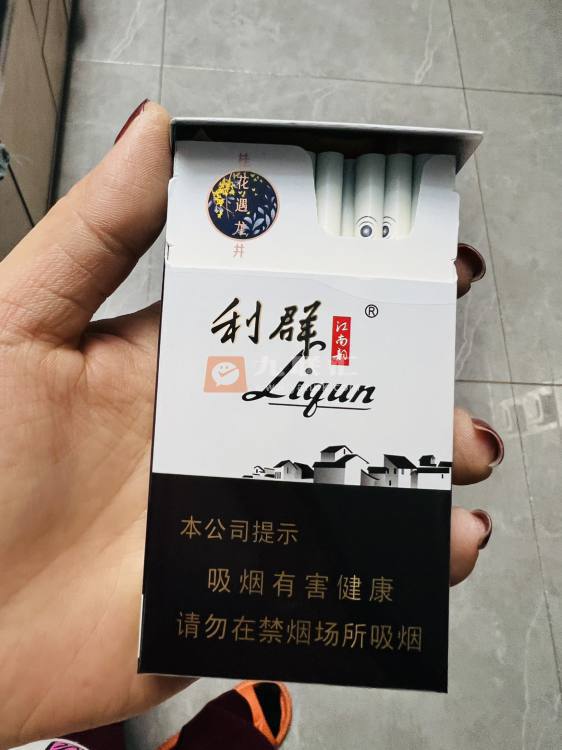 桂花遇龙井
利群
®
江南韵
Liqun
本公司提示
吸烟有害健康
请勿在禁烟场所吸烟